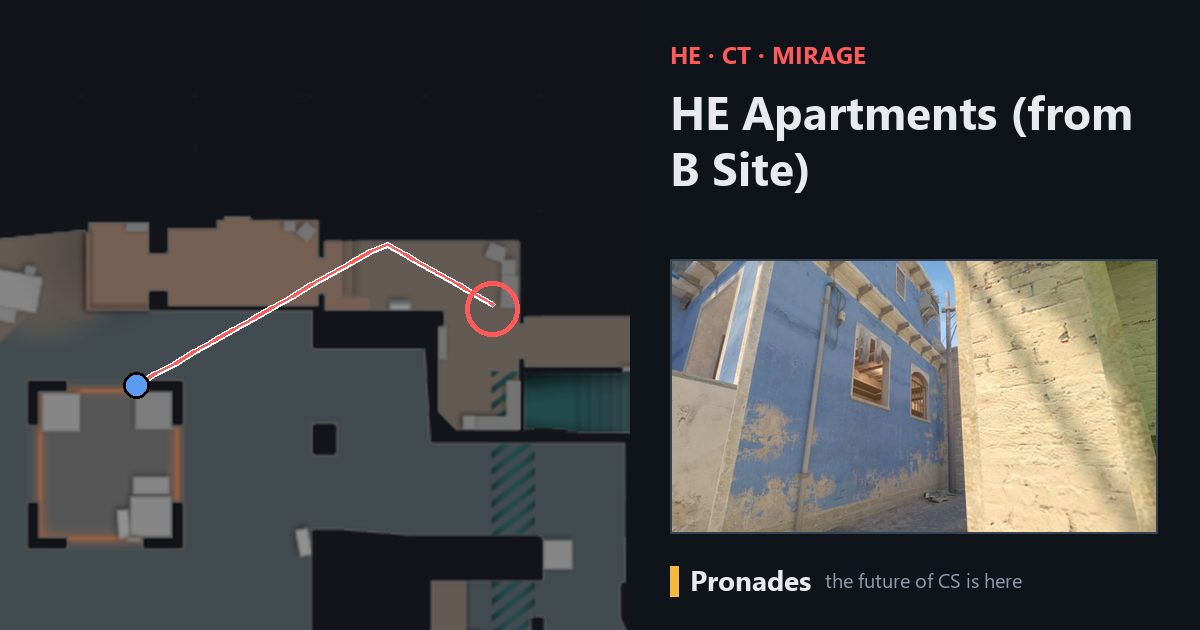 HE · CT · MIRAGE
HE Apartments (from
B Site)
Pronades the future of CS is here